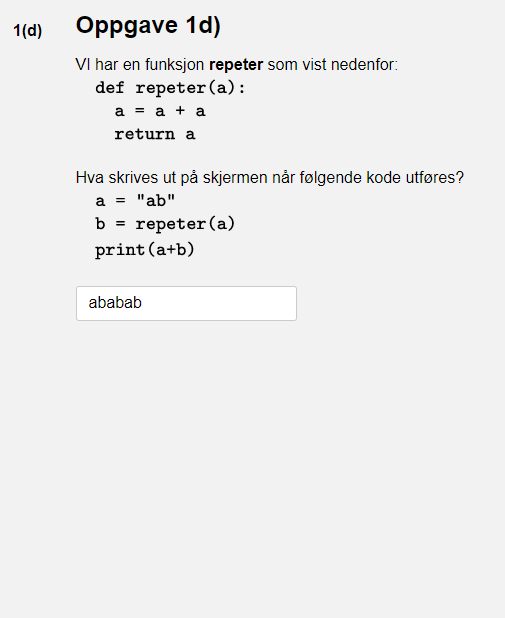 1(d)
Oppgave 1d)
VI har en funksjon repeter som vist nedenfor:
def repeter(a):
a = a + a
return a
Hva skrives ut på skjermen når følgende kode utføres?
a = "ab"
b = repeter(a)
print(a+b)
ababab